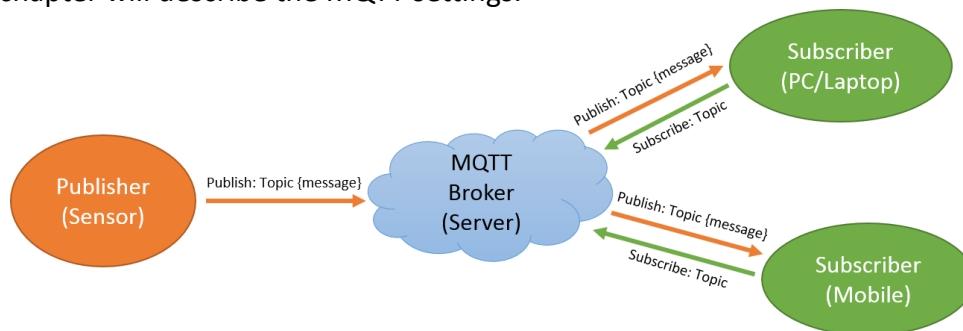 chapter will describe the MQTT settings.
Subscriber
(PC/Laptop)
Publish: Topic {message}
Subscribe: Topic
Publisher
(Sensor)
Publish: Topic {message}
MQTT
Broker
(Server)
Publish: Topic {message}
Subscribe: Topic
Subscriber
(Mobile)